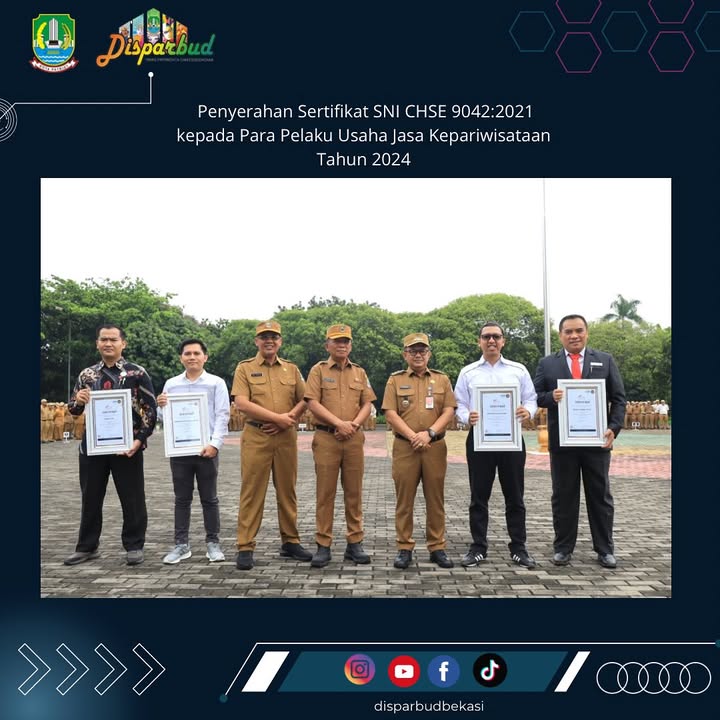 Disparbud
Penyerahan Sertifikat SNI CHSE 9042:2021
kepada Para Pelaku Usaha Jasa Kepariwisataan
Tahun 2024
disparbudbekasi